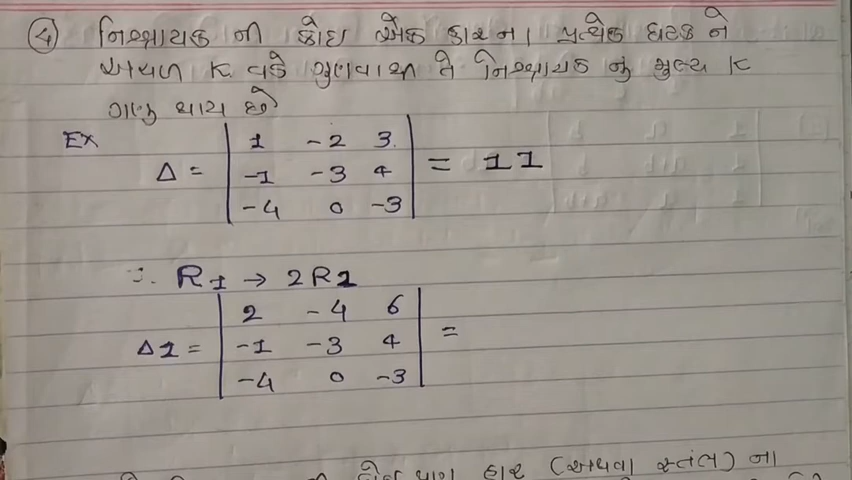 ④ નિશ્ચાયક ની કોઇ એક હારના પ્રત્યેક ઘટક ને
અચળ K વડે ગુણવાથી તે નિશ્ચાયક નુ મુલ્ય K
ગણુ થાય છે
Ex
1 -2 3
Δ = -1 -3 4 = 11
-4 0 -3
∴ R1 → 2R1
2 -4 6
Δ1 = -1 -3 4 =
-4 0 -3
હાર (અથવા સ્તંભ) ના